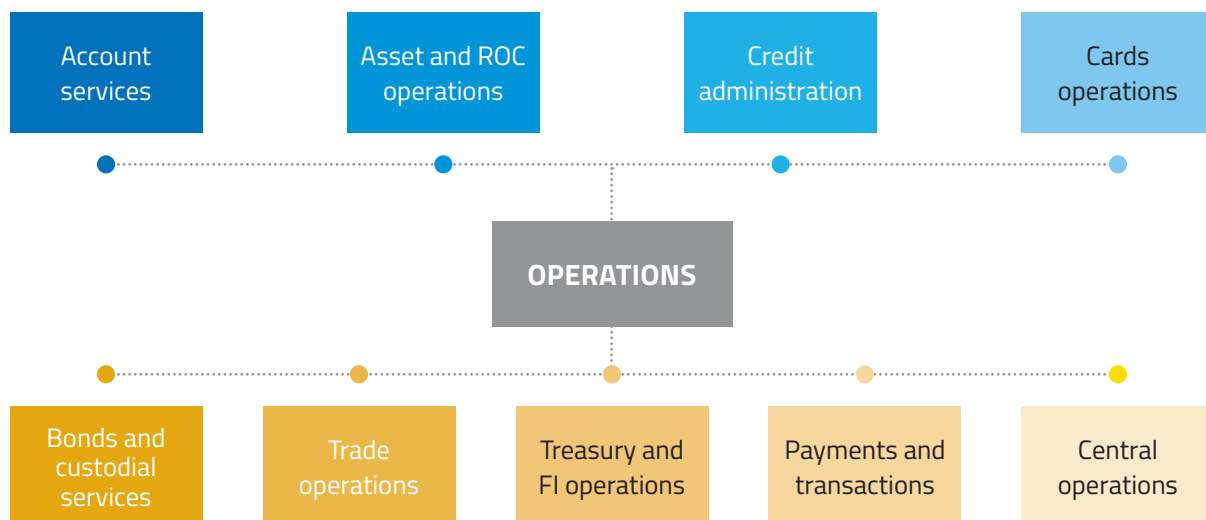 Account
services
Asset and ROC
operations
Credit
administration
Cards
operations
OPERATIONS
Bonds and
custodial
services
Trade
operations
Treasury and
FI operations
Payments and
transactions
Central
operations